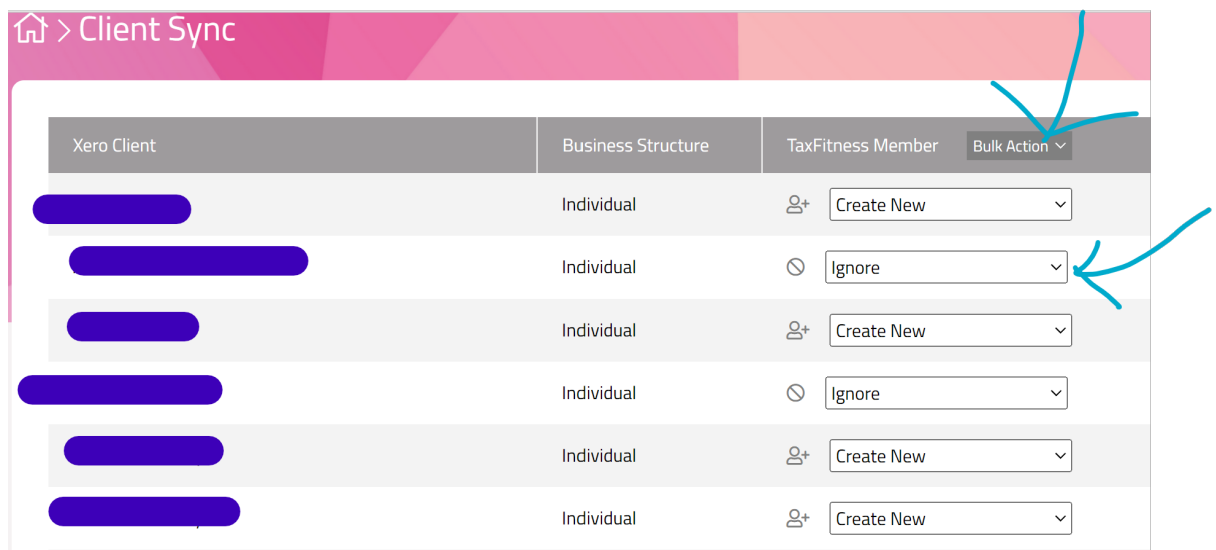 > Client Sync
Xero Client Business Structure TaxFitness Member Bulk Action
Individual Create New
Individual Ignore
Individual Create New
Individual Ignore
Individual Create New
Individual Create New